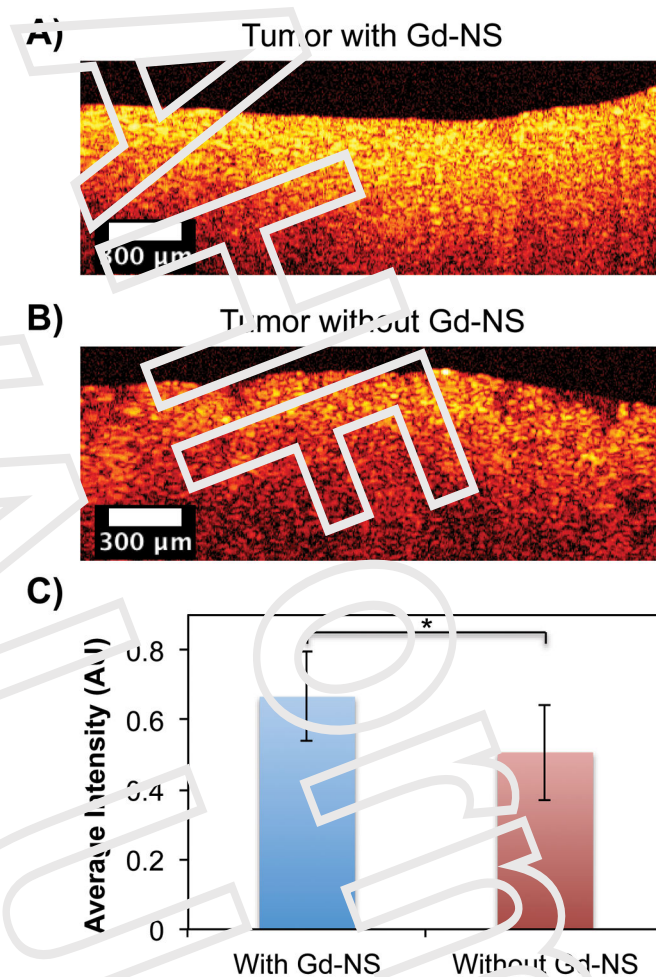 A)
Tumor with Gd-NS
300 µm
B)
Tumor without Gd-NS
300 µm
C)
*
Average Intensity (AU)
0.8
0.6
0.4
0.2
0
With Gd-NS
Without Gd-NS